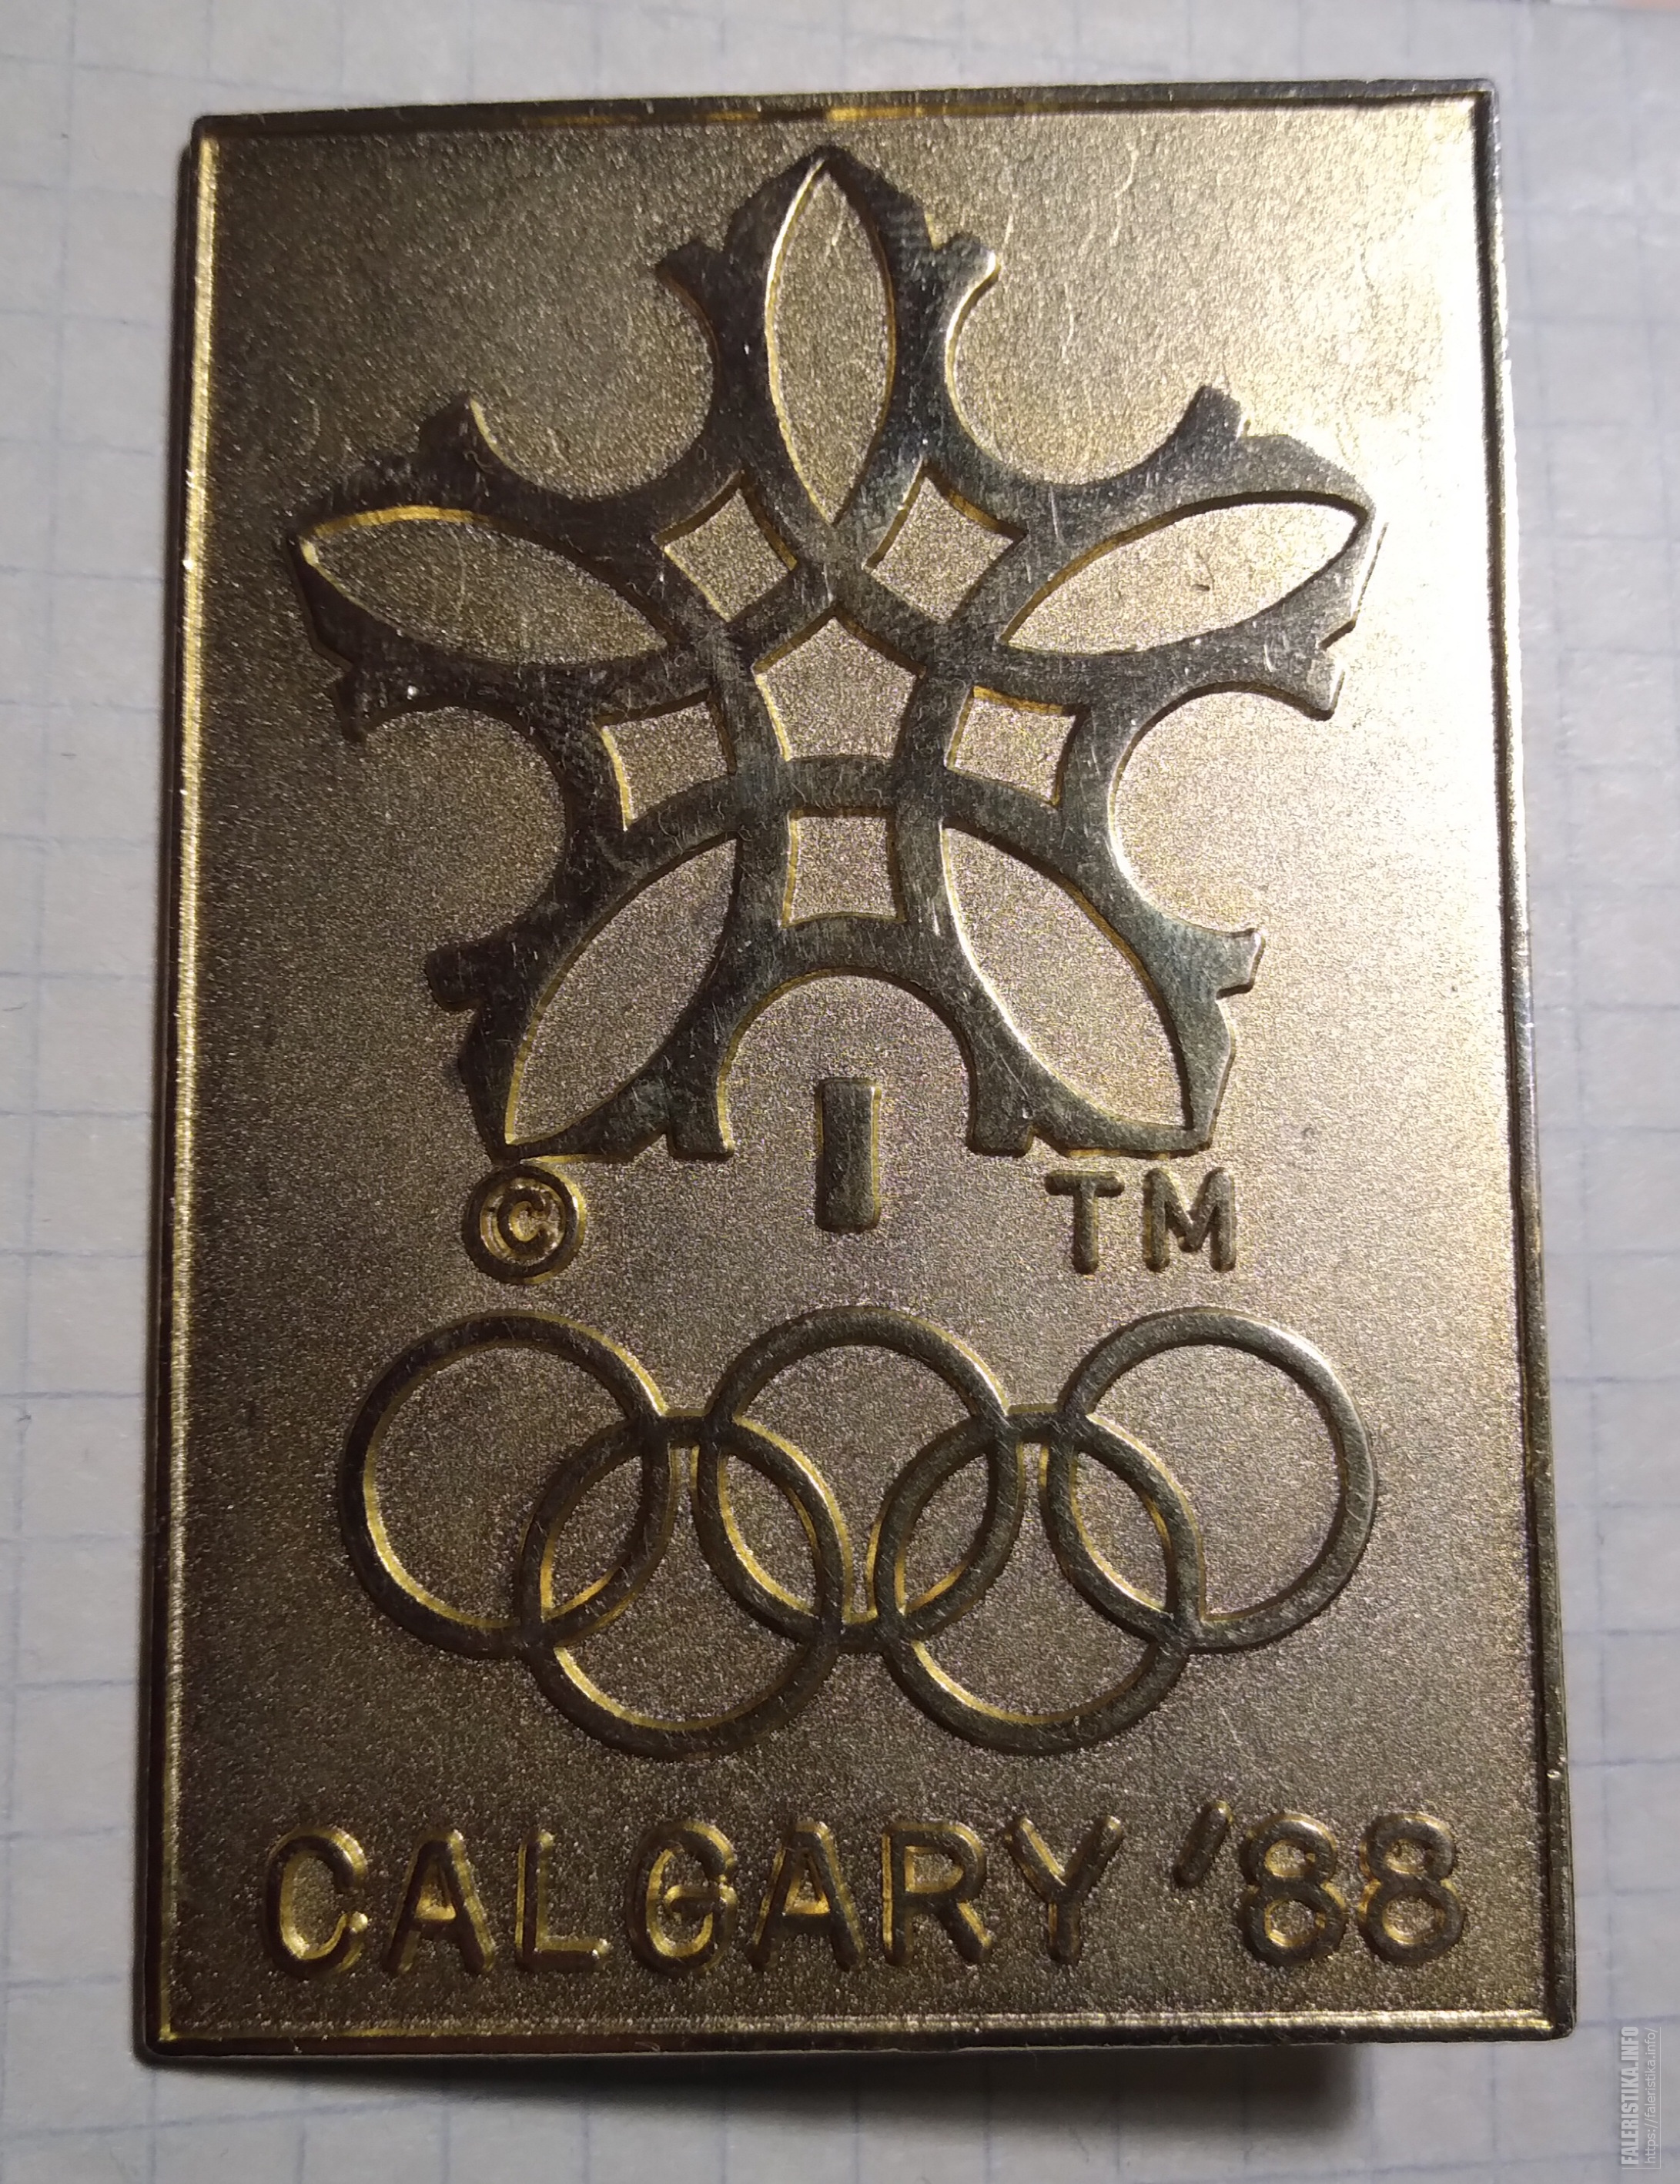 © TM
CALGARY '88
FALERISTIKA.INFO
https://faleristika.info/